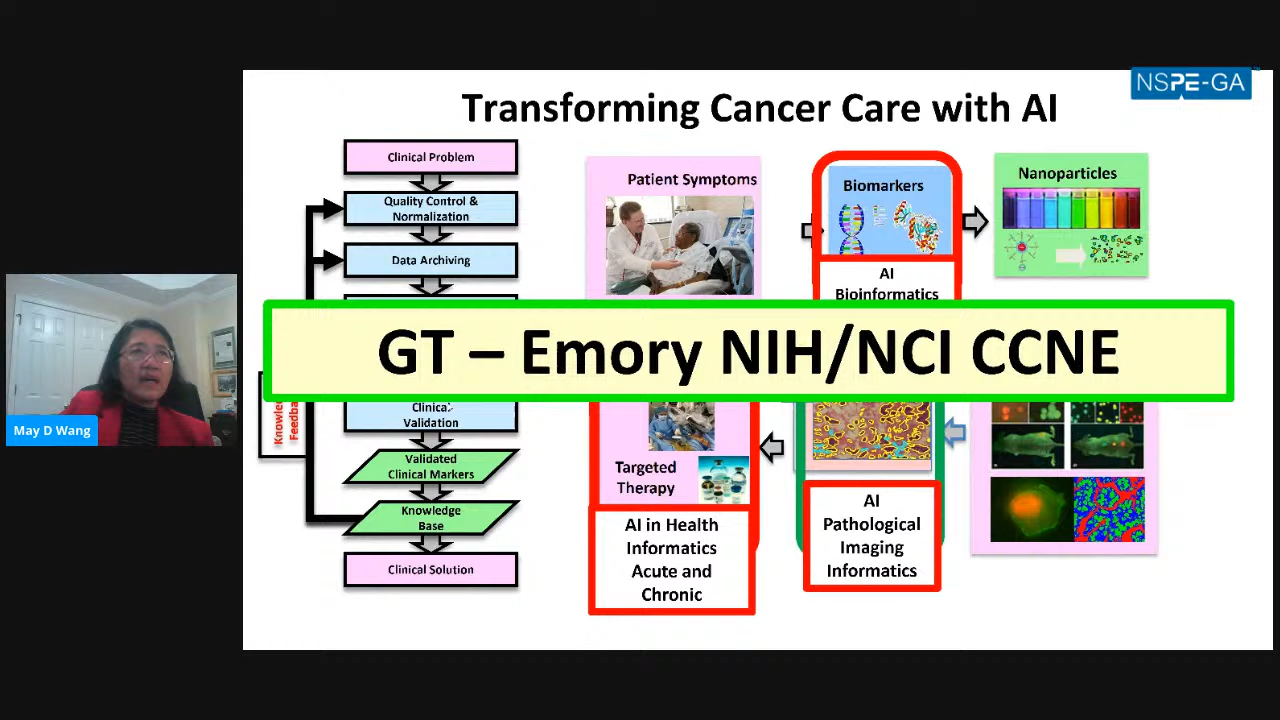 NSPE-GA
Transforming Cancer Care with AI
Clinical Problem
Quality Control &
Normalization
Data Archiving
Patient Symptoms
Biomarkers
Nanoparticles
AI
Bioinformatics
GT – Emory NIH/NCI CCNE
Clinical
Validation
Validated
Clinical Markers
Knowledge
Base
Clinical Solution
Targeted
Therapy
AI in Health
Informatics
Acute and
Chronic
AI
Pathological
Imaging
Informatics
May D Wang